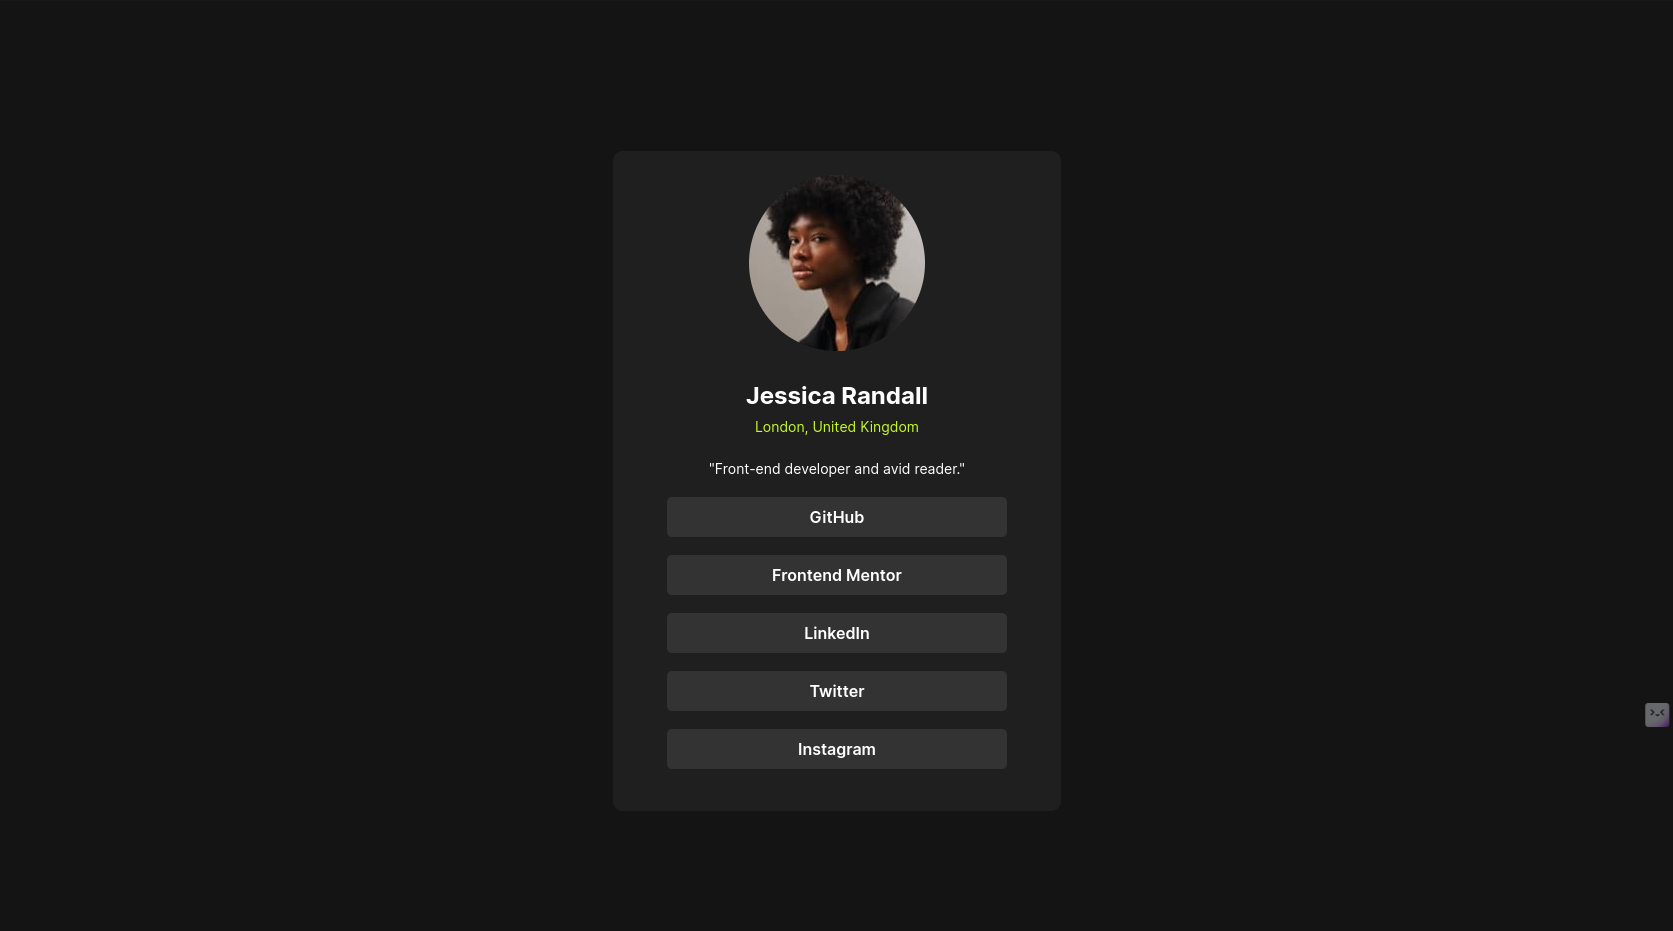 Jessica Randall
London, United Kingdom
"Front-end developer and avid reader."
GitHub
Frontend Mentor
LinkedIn
Twitter
Instagram